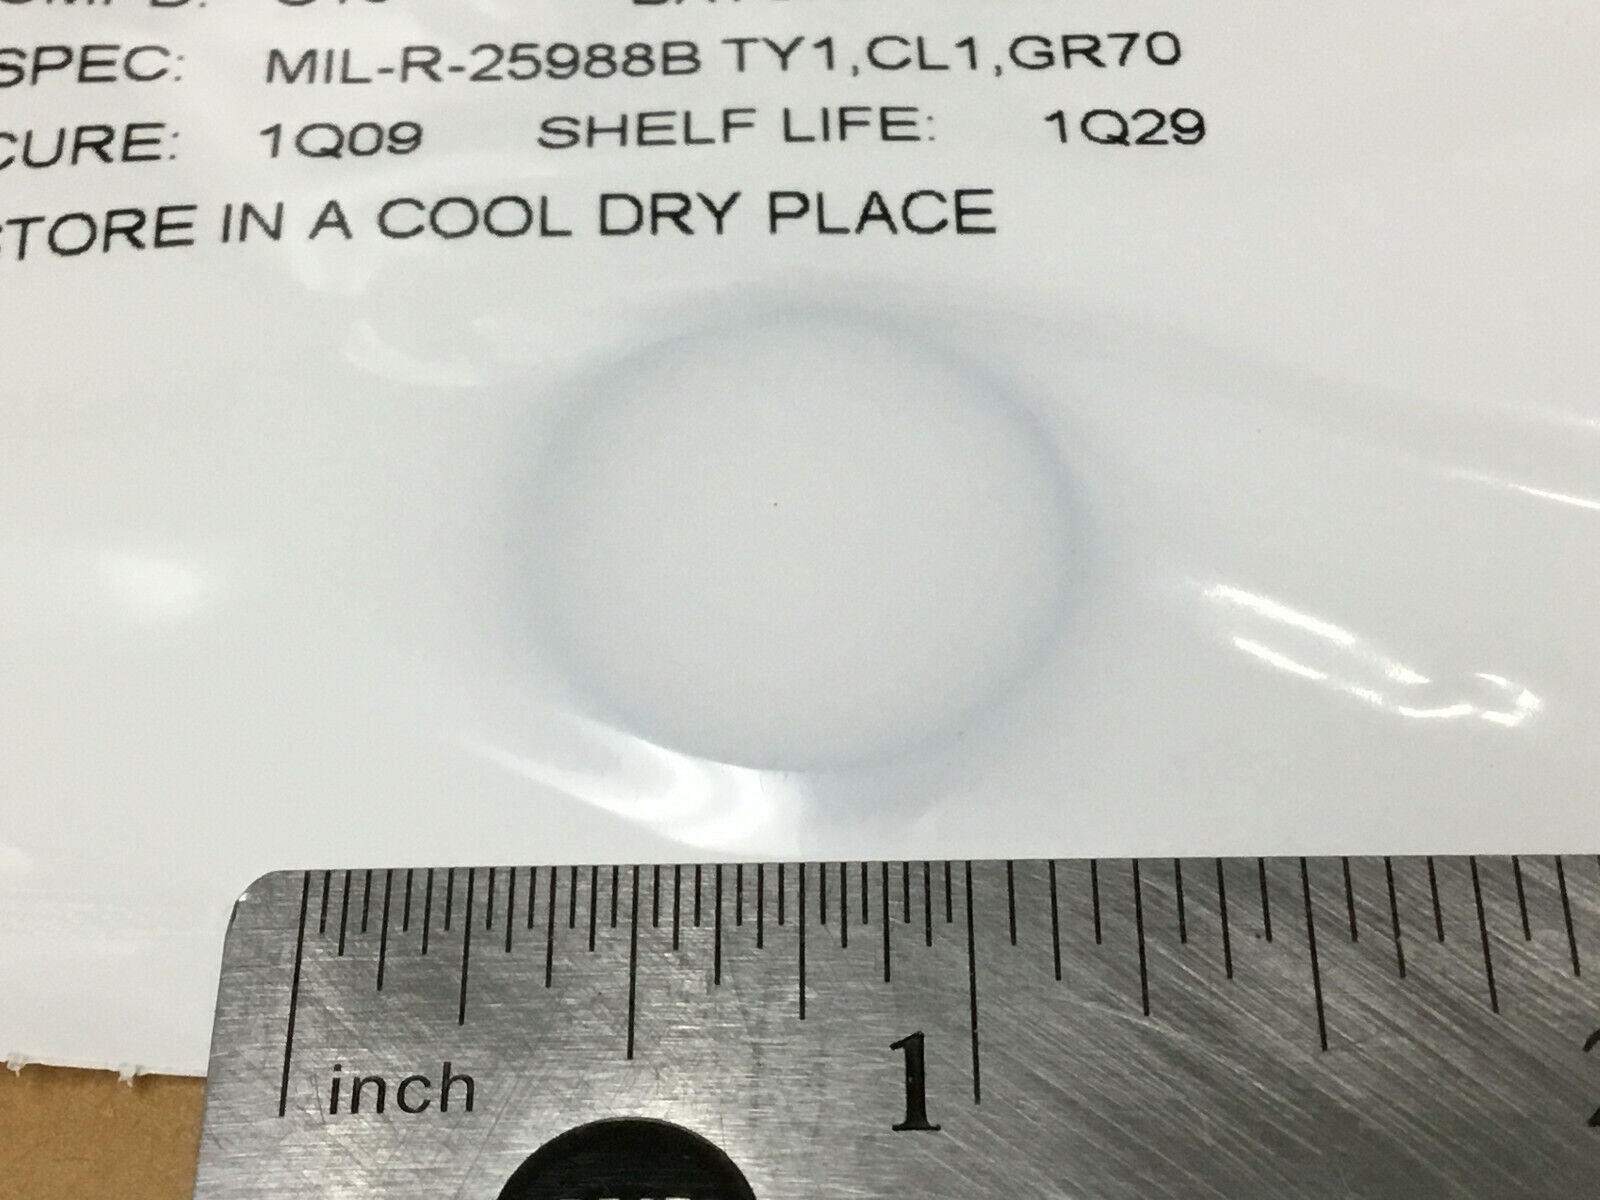 SPEC: MIL-R-25988B TY1,CL1,GR70
CURE: 1Q09 SHELF LIFE: 1Q29
STORE IN A COOL DRY PLACE
inch
1